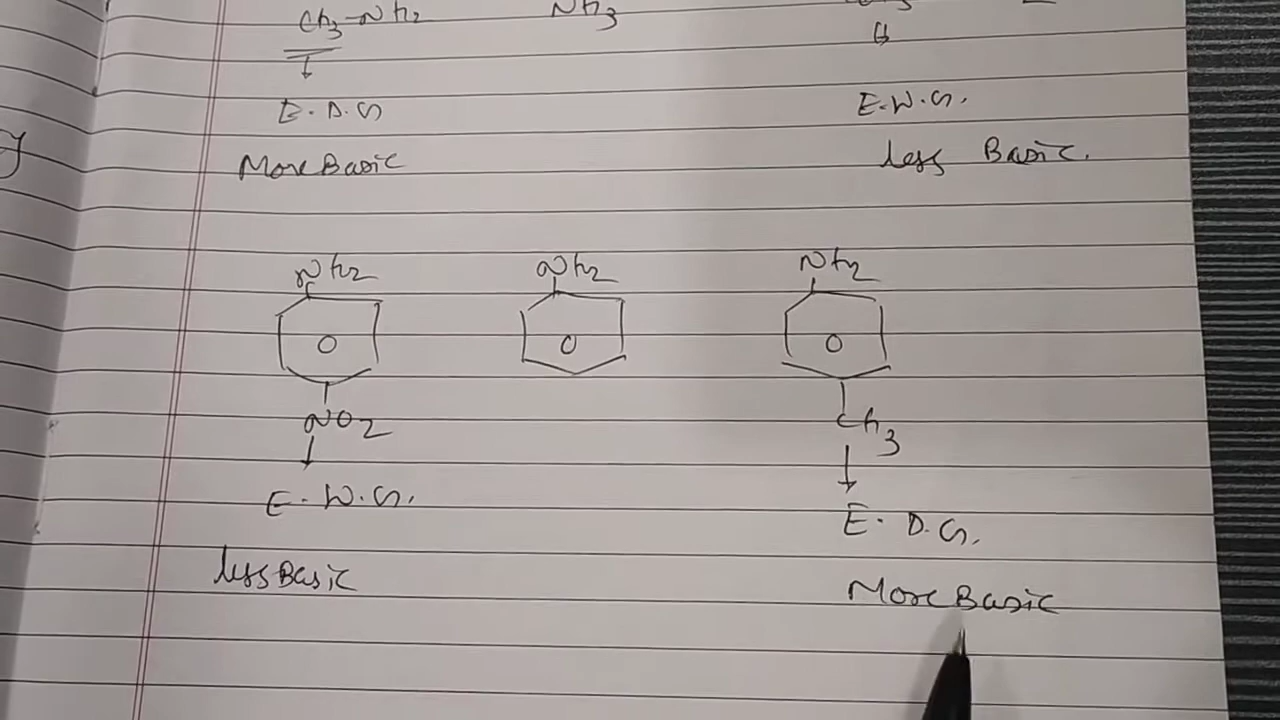 CH3-NH2 NH3
E.D.G
E.W.G.
More Basic
less Basic.
NH2 NH2 NH2
NO2
CH3
E.W.G.
E.D.G.
less Basic
More Basic